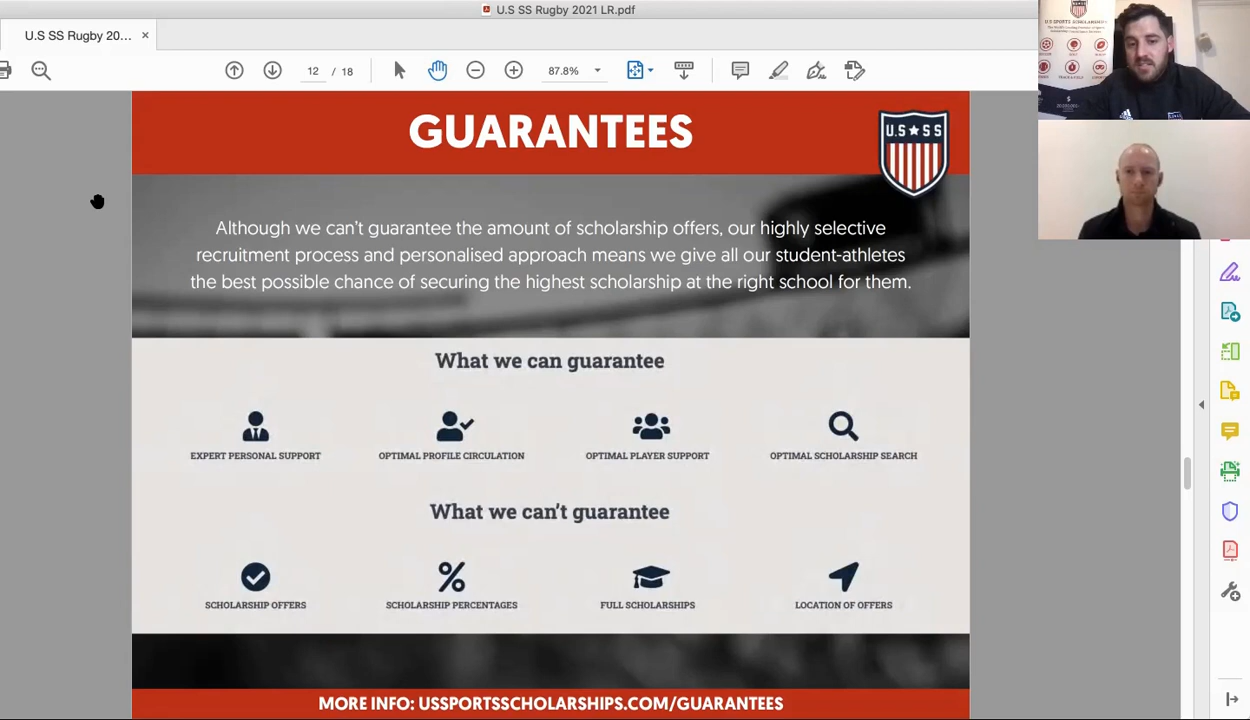 U.S SS Rugby 2021 LR.pdf
U.S SS Rugby 20... ×
12 / 18
87.8%
GUARANTEES
U.S★SS
Although we can't guarantee the amount of scholarship offers, our highly selective
recruitment process and personalised approach means we give all our student-athletes
the best possible chance of securing the highest scholarship at the right school for them.
What we can guarantee
EXPERT PERSONAL SUPPORT
OPTIMAL PROFILE CIRCULATION
OPTIMAL PLAYER SUPPORT
OPTIMAL SCHOLARSHIP SEARCH
What we can't guarantee
SCHOLARSHIP OFFERS
SCHOLARSHIP PERCENTAGES
FULL SCHOLARSHIPS
LOCATION OF OFFERS
MORE INFO: USSPORTSSCHOLARSHIPS.COM/GUARANTEES
U.S SPORTS SCHOLARSHIPS